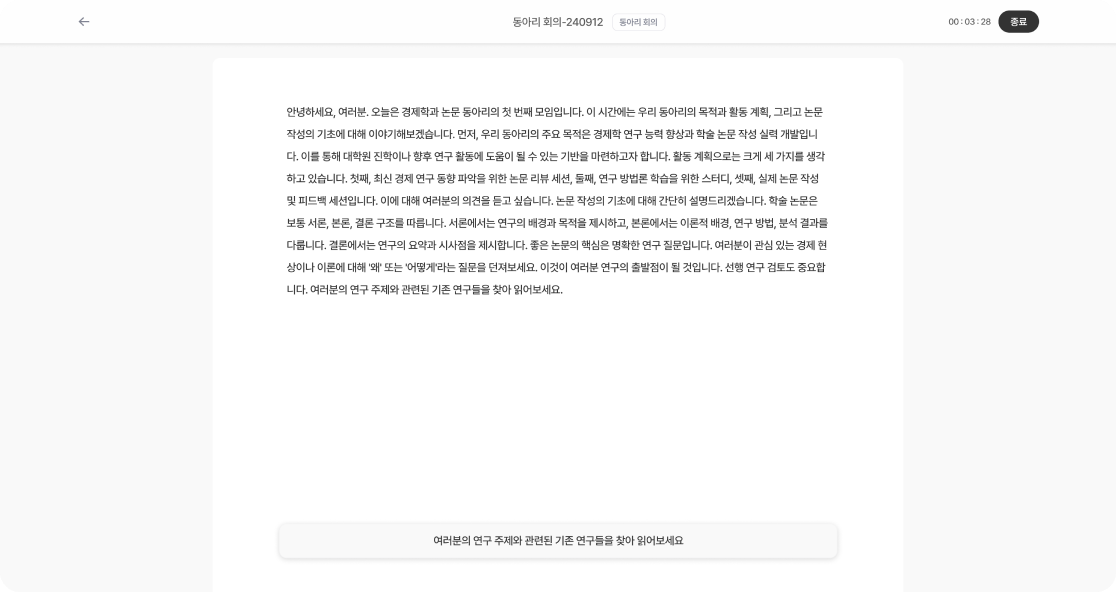 동아리 회의-240912 동아리 회의 00 : 03 : 28 종료
안녕하세요, 여러분. 오늘은 경제학과 논문 동아리의 첫 번째 모임입니다. 이 시간에는 우리 동아리의 목적과 활동 계획, 그리고 논문
작성의 기초에 대해 이야기해보겠습니다. 먼저, 우리 동아리의 주요 목적은 경제학 연구 능력 향상과 학술 논문 작성 실력 개발입니
다. 이를 통해 대학원 진학이나 향후 연구 활동에 도움이 될 수 있는 기반을 마련하고자 합니다. 활동 계획으로는 크게 세 가지를 생각
하고 있습니다. 첫째, 최신 경제 연구 동향 파악을 위한 논문 리뷰 세션, 둘째, 연구 방법론 학습을 위한 스터디, 셋째, 실제 논문 작성
및 피드백 세션입니다. 이에 대해 여러분의 의견을 듣고 싶습니다. 논문 작성의 기초에 대해 간단히 설명드리겠습니다. 학술 논문은
보통 서론, 본론, 결론 구조를 따릅니다. 서론에서는 연구의 배경과 목적을 제시하고, 본론에서는 이론적 배경, 연구 방법, 분석 결과를
다룹니다. 결론에서는 연구의 요약과 시사점을 제시합니다. 좋은 논문의 핵심은 명확한 연구 질문입니다. 여러분이 관심 있는 경제 현
상이나 이론에 대해 '왜' 또는 '어떻게'라는 질문을 던져보세요. 이것이 여러분 연구의 출발점이 될 것입니다. 선행 연구 검토도 중요합
니다. 여러분의 연구 주제와 관련된 기존 연구들을 찾아 읽어보세요.
여러분의 연구 주제와 관련된 기존 연구들을 찾아 읽어보세요